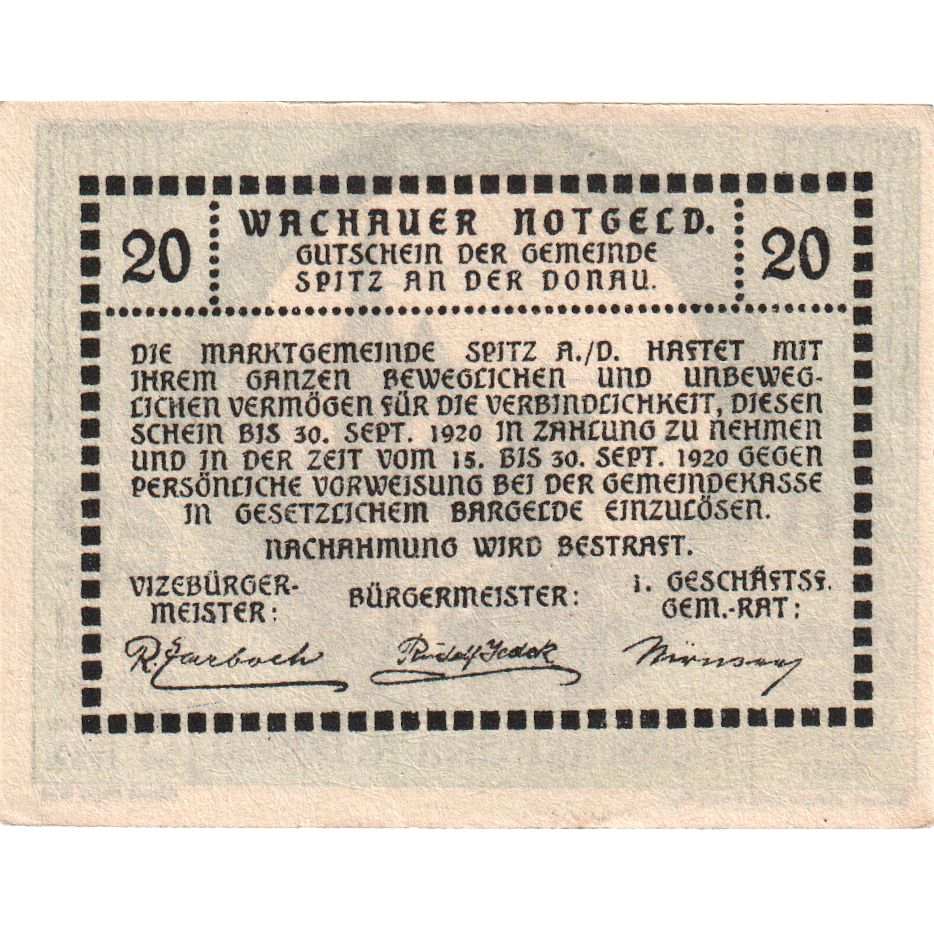 20
WACHAUER NOTGELD.
20
GUTSCHEIN DER GEMEINDE
SPITZ AN DER DONAU.
DIE MARKTGEMEINDE SPITZ A./D. HAFTET MIT
IHREM GANZEN BEWEGLICHEN UND UNBEWEG-
LICHEN VERMÖGEN FÜR DIE VERBINDLICHKEIT, DIESEN
SCHEIN BIS 30. SEPT. 1920 IN ZAHLUNG ZU NEHMEN
UND IN DER ZEIT VOM 15. BIS 30. SEPT. 1920 GEGEN
PERSÖNLICHE VORWEISUNG BEI DER GEMEINDEKASSE
IN GESETZLICHEM BARGELDE EINZULÖSEN.
NACHAHMUNG WIRD BESTRAFT.
VIZEBÜRGER-
MEISTER:
BÜRGERMEISTER:
1. GESCHÄFTSF.
GEM.-RAT:
Rudolf